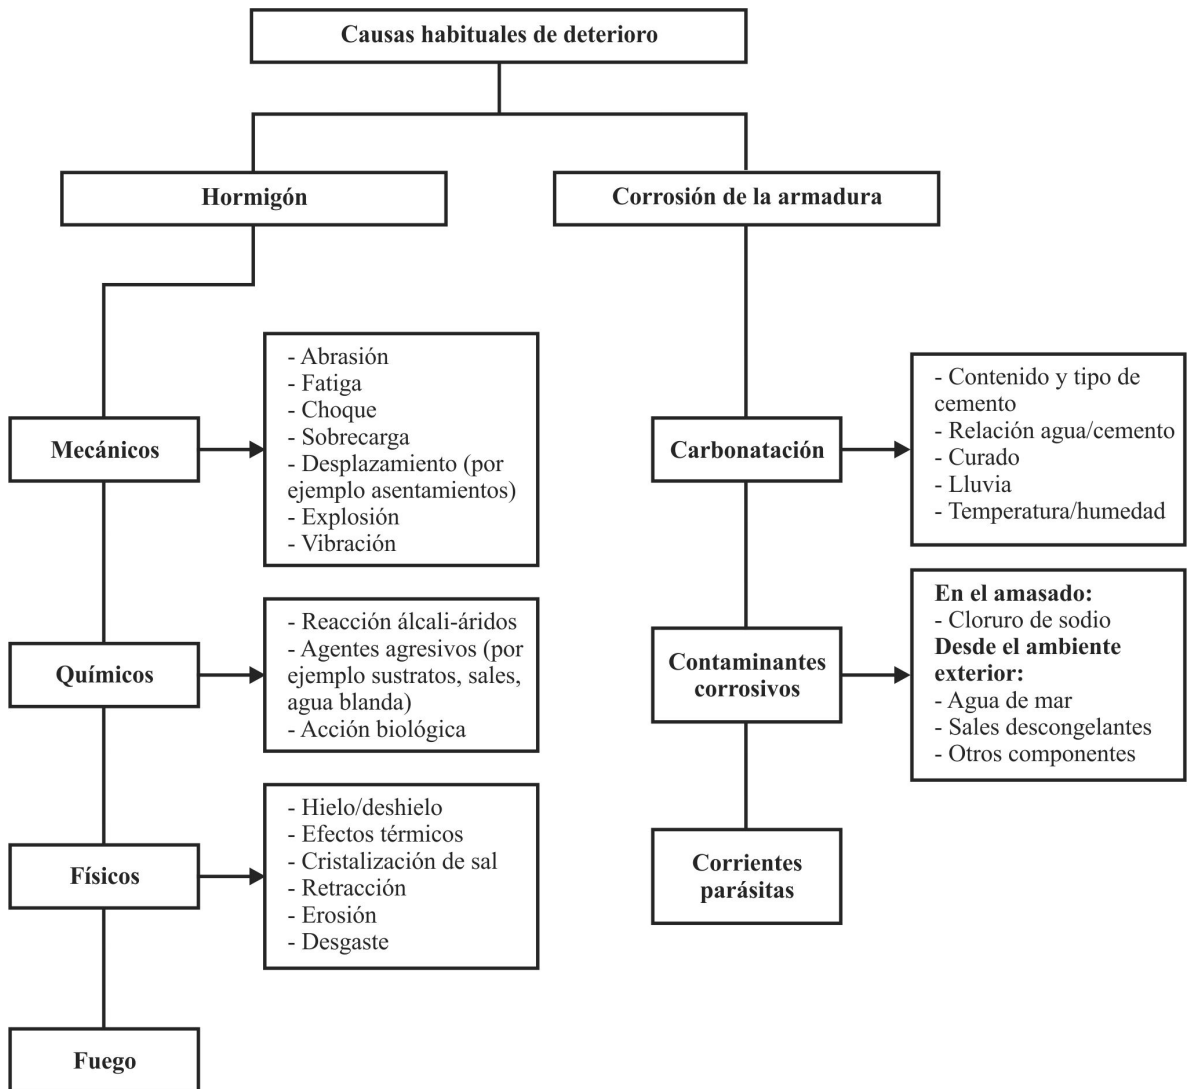 Causas habituales de deterioro
Hormigón
Corrosión de la armadura
Mecánicos
- Abrasión
- Fatiga
- Choque
- Sobrecarga
- Desplazamiento (por
ejemplo asentamientos)
- Explosión
- Vibración
Químicos
- Reacción álcali-áridos
- Agentes agresivos (por
ejemplo sustratos, sales,
agua blanda)
- Acción biológica
Físicos
- Hielo/deshielo
- Efectos térmicos
- Cristalización de sal
- Retracción
- Erosión
- Desgaste
Fuego
Carbonatación
- Contenido y tipo de
cemento
- Relación agua/cemento
- Curado
- Lluvia
- Temperatura/humedad
Contaminantes
corrosivos
En el amasado:
- Cloruro de sodio
Desde el ambiente
exterior:
- Agua de mar
- Sales descongelantes
- Otros componentes
Corrientes
parásitas